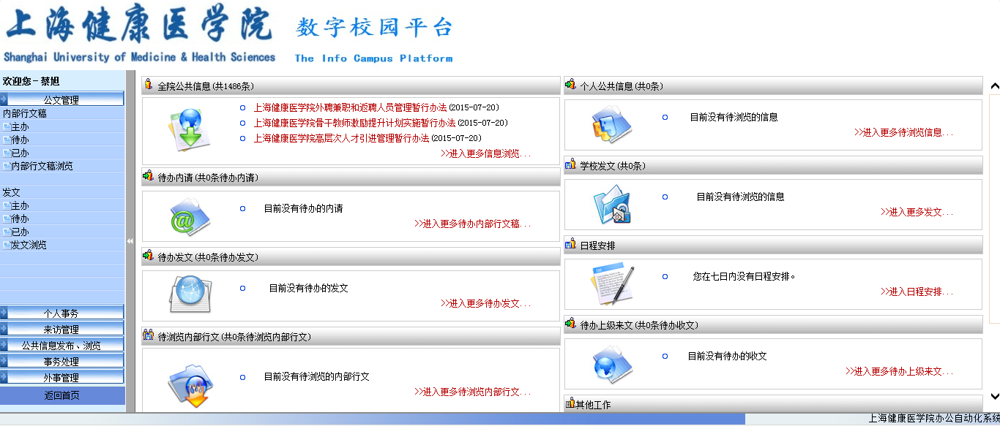 上海健康医学院
Shanghai University of Medicine & Health Sciences
数字校园平台
The Info Campus Platform
欢迎您－蔡旭
公文管理
内部行文稿
主办
待办
已办
内部行文稿浏览
发文
主办
待办
已办
发文浏览
个人事务
来访管理
公共信息发布、浏览
事务处理
外事管理
返回首页
全院公共信息(共1486条)
上海健康医学院外聘兼职和返聘人员管理暂行办法(2015-07-20)
上海健康医学院骨干教师激励提升计划实施暂行办法(2015-07-20)
上海健康医学院高层次人才引进管理暂行办法(2015-07-20)
>>进入更多信息浏览...
待办内请(共0条待办内请)
目前没有待办的内请
>>进入更多待办内部行文稿...
待办发文(共0条待办发文)
目前没有待办的发文
>>进入更多待办发文...
待浏览内部行文(共0条待浏览内部行文)
目前没有待浏览的内部行文
>>进入更多待浏览内部行文...
个人公共信息(共0条)
目前没有待浏览的信息
>>进入更多待浏览信息...
学校发文(共0条)
目前没有待浏览的信息
>>进入更多发文...
日程安排
您在七日内没有日程安排。
>>进入日程安排...
待办上级来文(共0条待办收文)
目前没有待办的收文
>>进入更多待办上级来文...
其他工作
上海健康医学院办公自动化系统